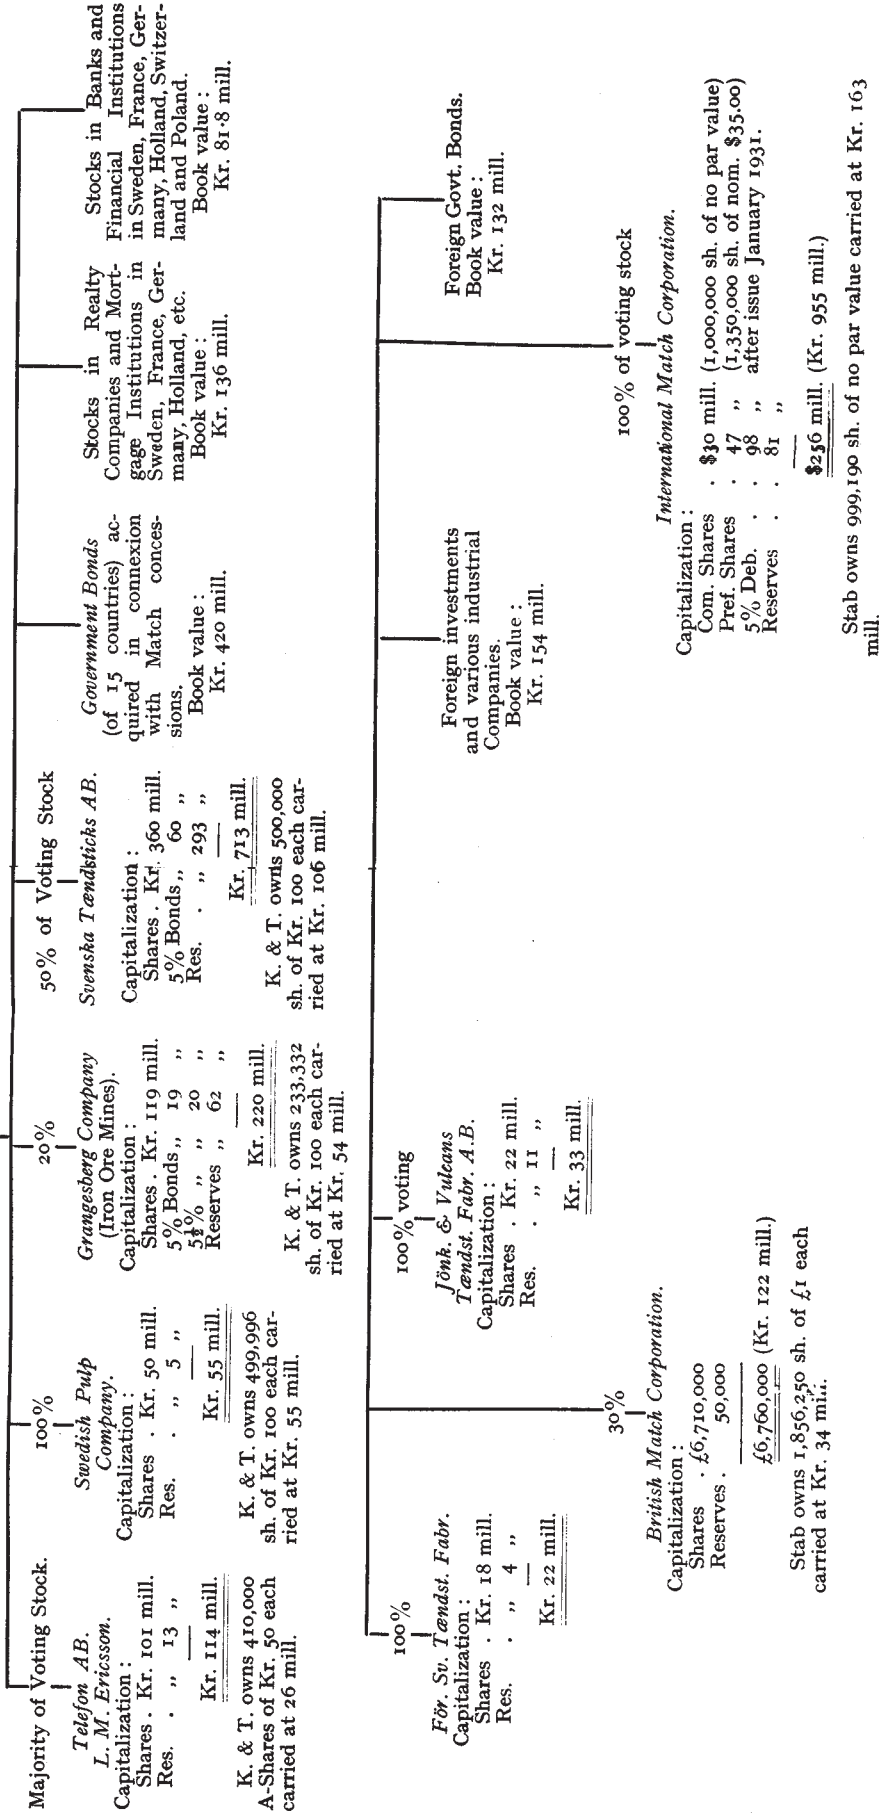 Majority of Voting Stock.
Telefon AB.
L. M. Ericsson.
Capitalization :
Shares . Kr. 101 mill.
Res. . ,, 13 ,,
Kr. 114 mill.
K. & T. owns 410,000
A-Shares of Kr. 50 each
carried at 26 mill.
100%
Swedish Pulp
Company.
Capitalization :
Shares . Kr. 50 mill.
Res. . ,, 5 ,,
Kr. 55 mill.
K. & T. owns 499,996
sh. of Kr. 100 each car-
ried at Kr. 55 mill.
20%
Grangesberg Company
(Iron Ore Mines).
Capitalization :
Shares . Kr. 119 mill.
5% Bonds ,, 19 ,,
5½% ,, ,, 20 ,,
Reserves ,, 62 ,,
Kr. 220 mill.
K. & T. owns 233,332
sh. of Kr. 100 each car-
ried at Kr. 54 mill.
50% of Voting Stock
Svenska Tændsticks AB.
Capitalization :
Shares . Kr. 360 mill.
5% Bonds ,, 60 ,,
Res. . ,, 293 ,,
Kr. 713 mill.
K. & T. owns 500,000
sh. of Kr. 100 each car-
ried at Kr. 106 mill.
Government Bonds
(of 15 countries) ac-
quired in connexion
with Match conces-
sions.
Book value :
Kr. 420 mill.
Stocks in Realty
Companies and Mort-
gage Institutions in
Sweden, France, Ger-
many, Holland, etc.
Book value :
Kr. 136 mill.
Stocks in Banks and
Financial Institutions
in Sweden, France, Ger-
many, Holland, Switzer-
land and Poland.
Book value :
Kr. 81·8 mill.
100%
För. Sv. Tændst. Fabr.
Capitalization :
Shares . Kr. 18 mill.
Res. . ,, 4 ,,
Kr. 22 mill.
30%
British Match Corporation.
Capitalization :
Shares . £6,710,000
Reserves . 50,000
£6,760,000 (Kr. 122 mill.)
Stab owns 1,856,250 sh. of £1 each
carried at Kr. 34 mill.
100% voting
Jönk. & Vulcans
Tændst. Fabr. A.B.
Capitalization :
Shares . Kr. 22 mill.
Res. . ,, 11 ,,
Kr. 33 mill.
Foreign investments
and various industrial
Companies.
Book value :
Kr. 154 mill.
100% of voting stock
International Match Corporation.
Capitalization :
Com. Shares . $30 mill. (1,000,000 sh. of no par value)
Pref. Shares . 47 ,, (1,350,000 sh. of nom. $35.00)
5% Deb. . . 98 ,, after issue January 1931.
Reserves . . 81 ,,
$256 mill. (Kr. 955 mill.)
Stab owns 999,190 sh. of no par value carried at Kr. 163
mill.
Foreign Govt. Bonds.
Book value :
Kr. 132 mill.